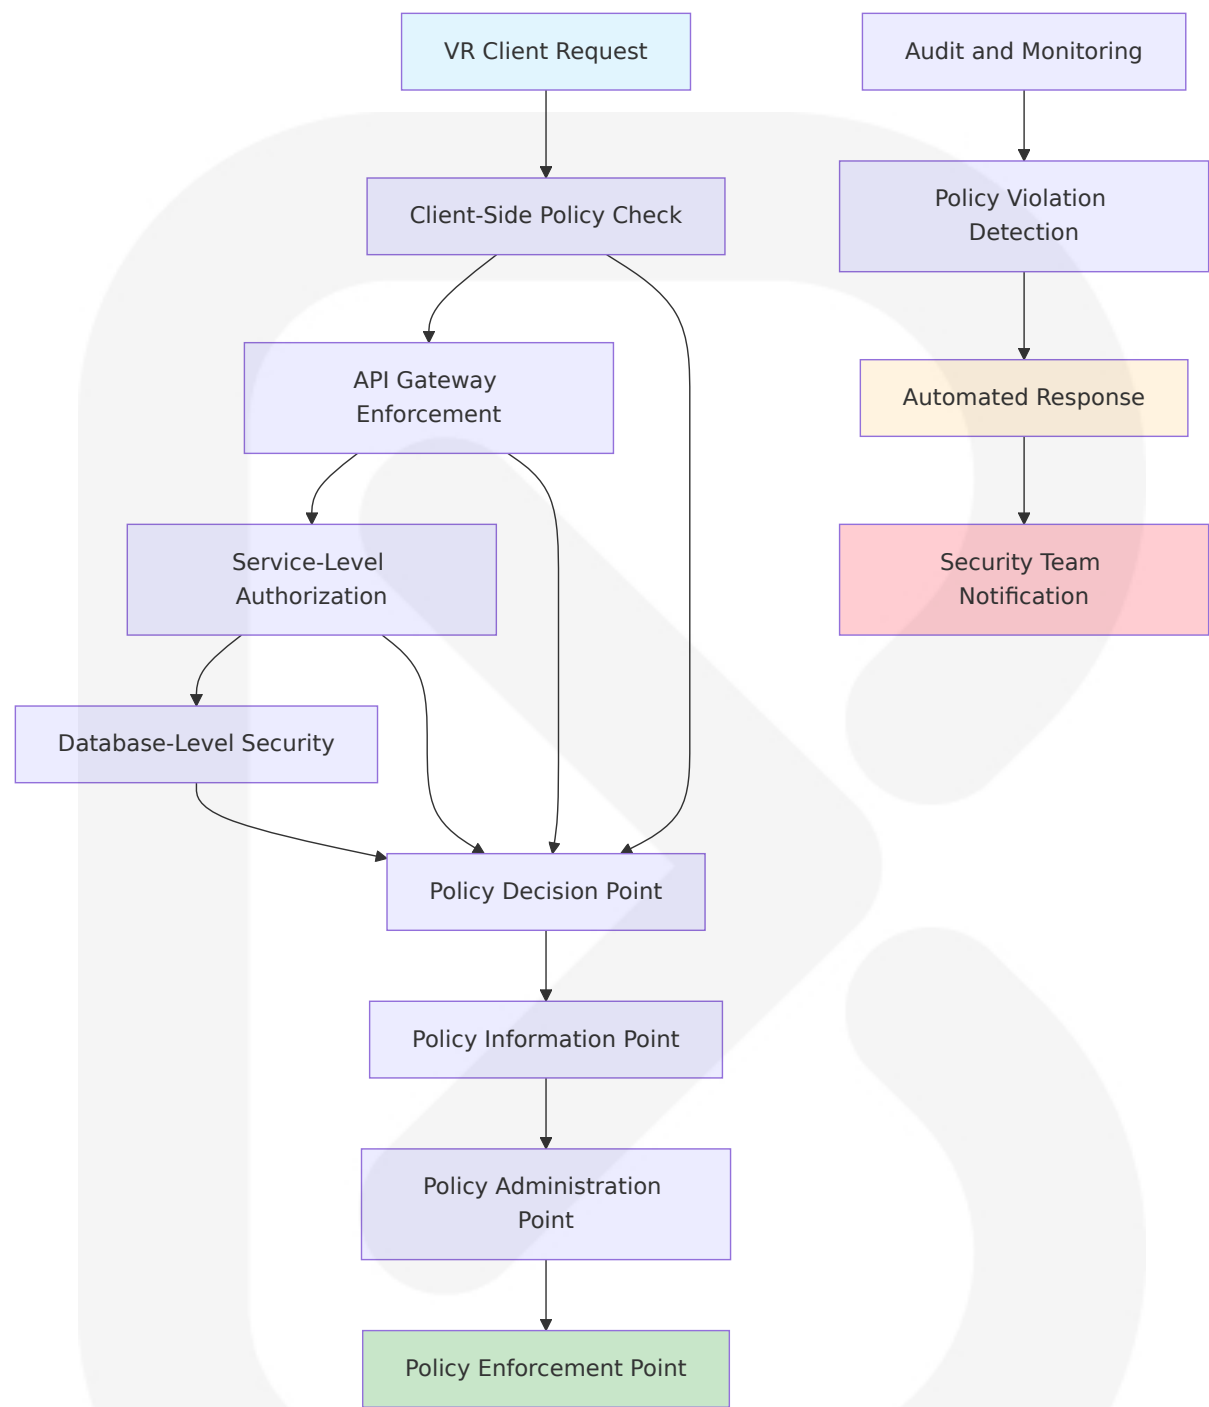 VR Client Request
Audit and Monitoring
Client-Side Policy Check
Policy Violation
Detection
API Gateway
Enforcement
Automated Response
Service-Level
Authorization
Security Team
Notification
Database-Level Security
Policy Decision Point
Policy Information Point
Policy Administration
Point
Policy Enforcement Point